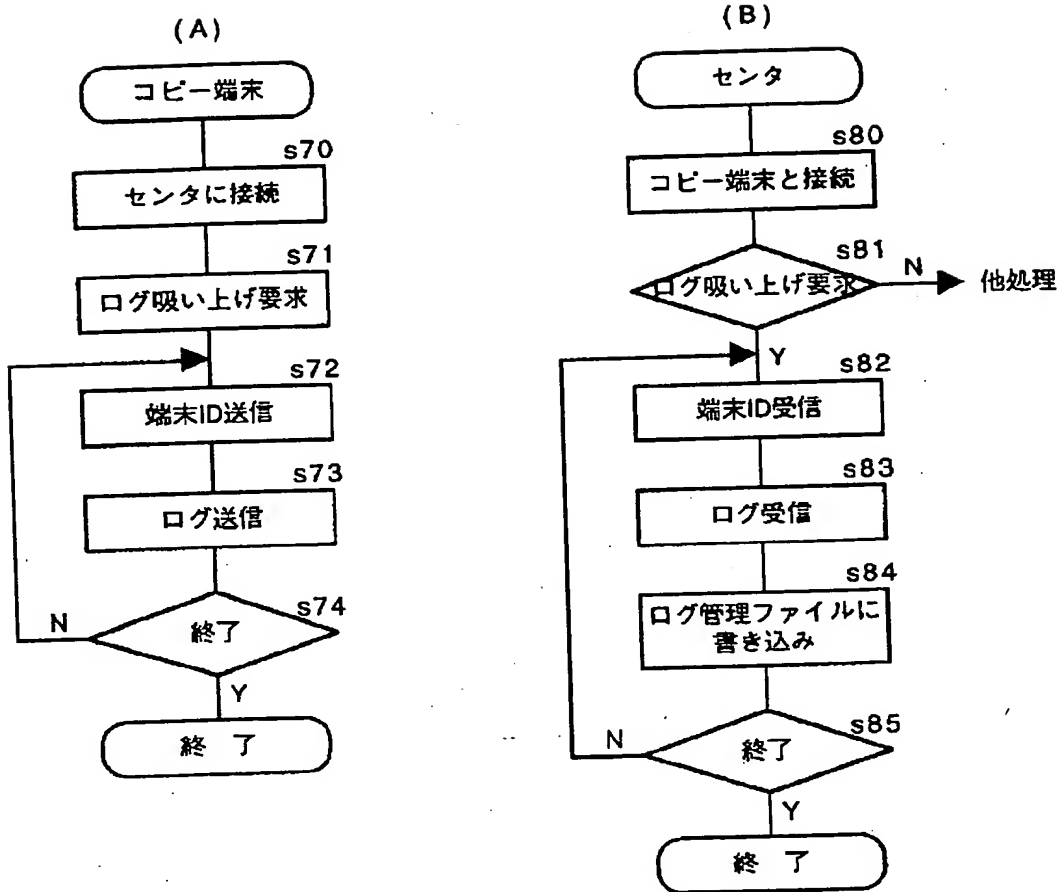 (A)
コピー端末
s70
センタに接続
s71
ログ吸い上げ要求
s72
端末ID送信
s73
ログ送信
s74
終了
N
Y
終 了
(B)
センタ
s80
コピー端末と接続
s81
ログ吸い上げ要求
N
他処理
Y
s82
端末ID受信
s83
ログ受信
s84
ログ管理ファイルに
書き込み
s85
終了
N
Y
終 了